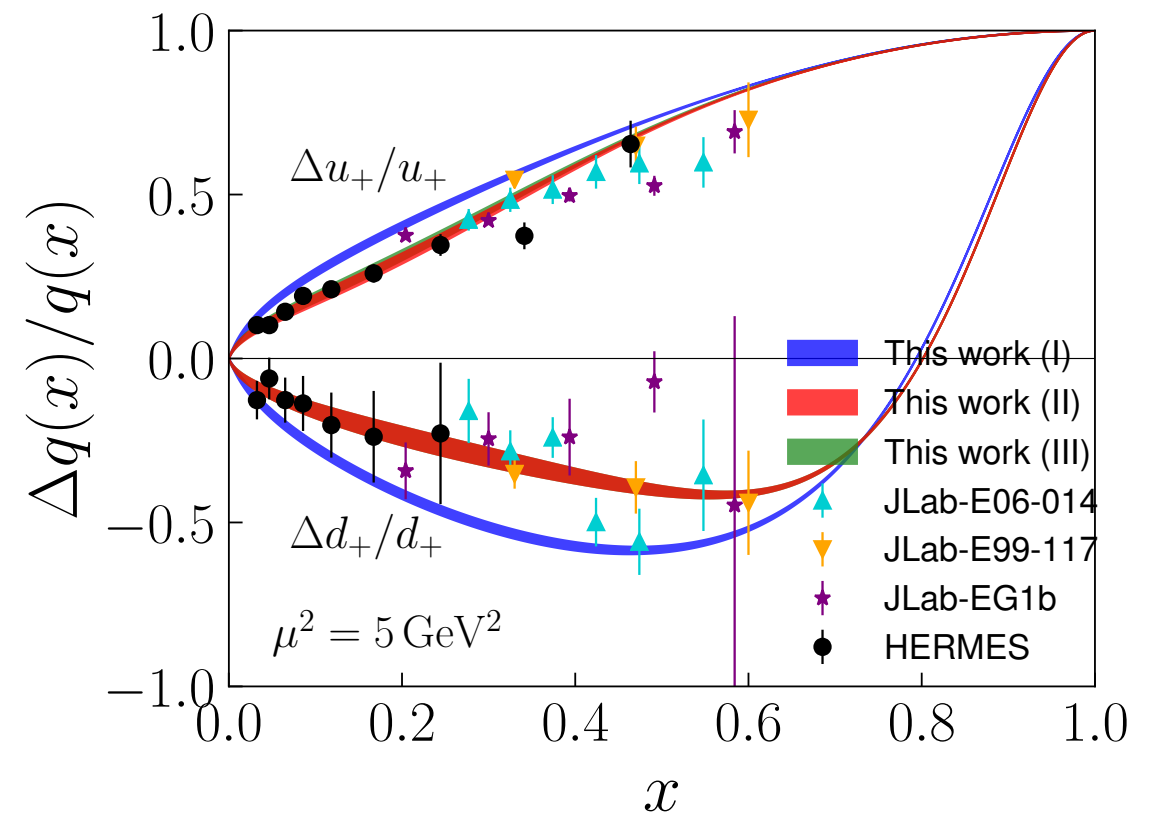 1.0
0.5
0.0
−0.5
−1.0
Δq(x)/q(x)
Δu₊/u₊
Δd₊/d₊
μ² = 5 GeV²
This work (I)
This work (II)
This work (III)
JLab-E06-014
JLab-E99-117
JLab-EG1b
HERMES
0.0 0.2 0.4 0.6 0.8 1.0
x